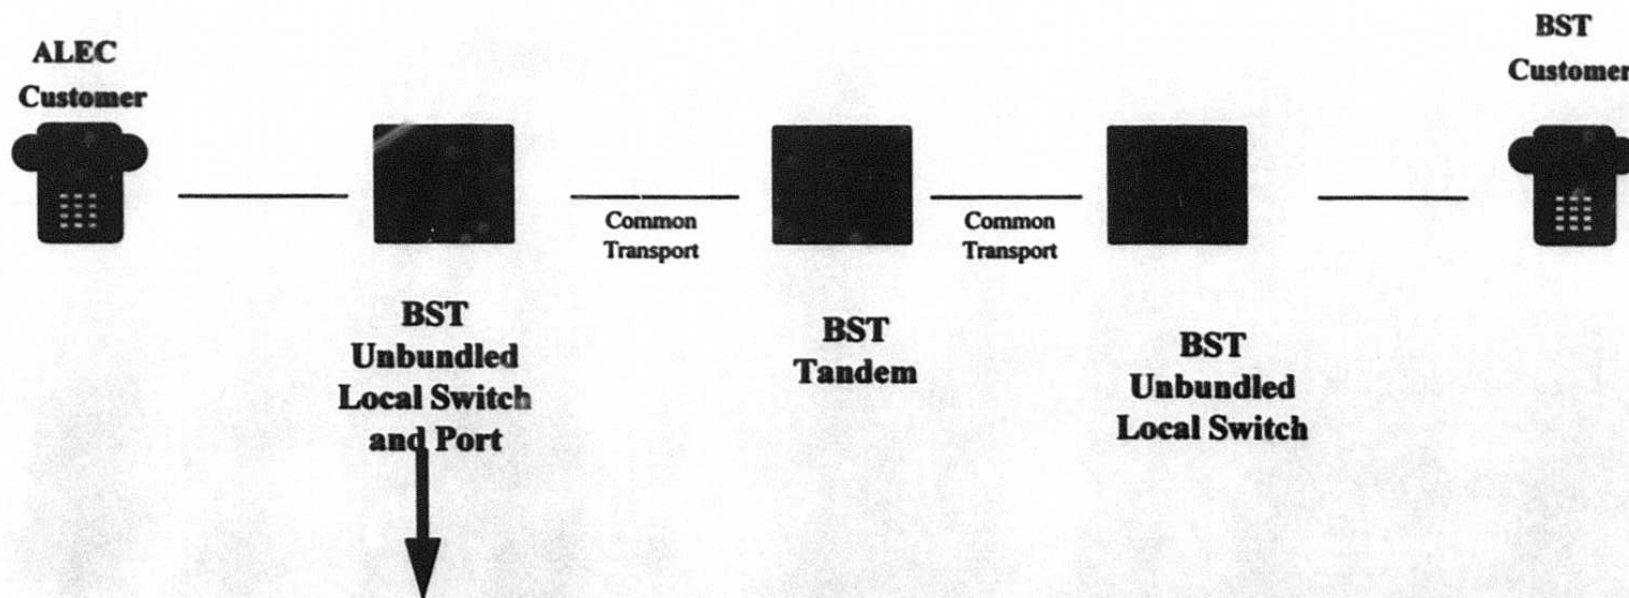 ALEC
Customer
BST
Customer
Common
Transport
Common
Transport
BST
Unbundled
Local Switch
and Port
BST
Tandem
BST
Unbundled
Local Switch